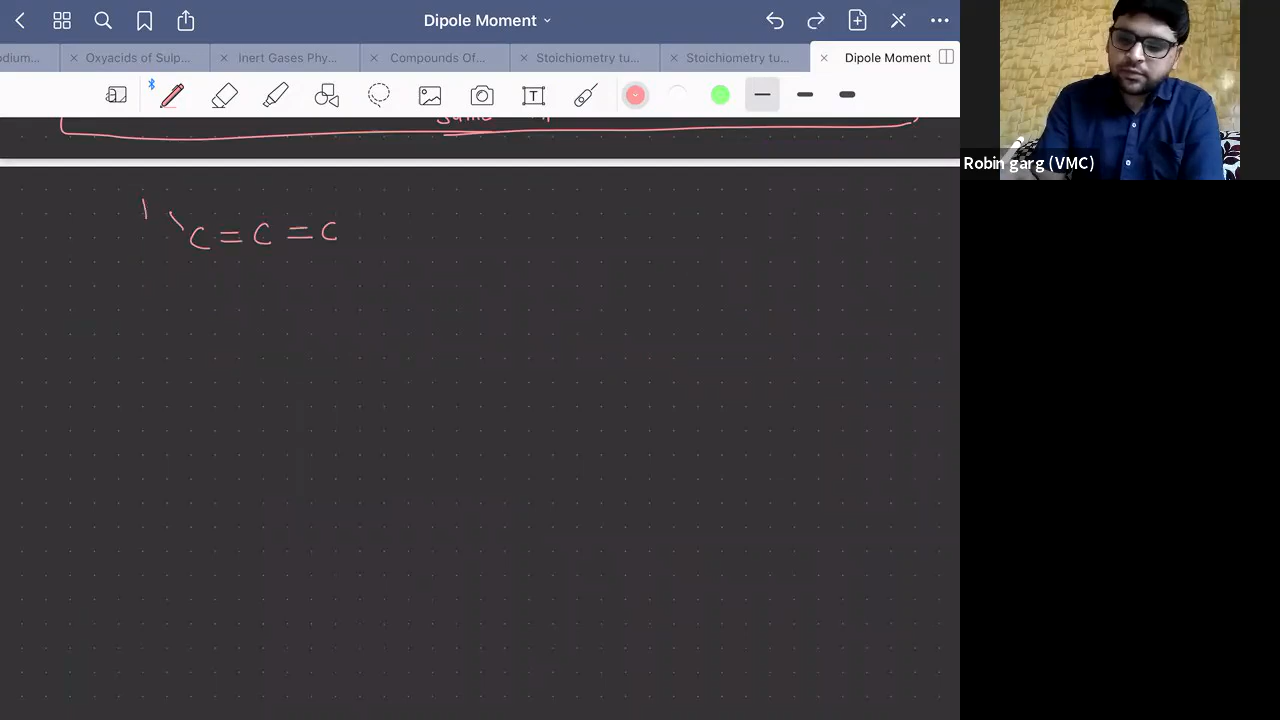 Dipole Moment
odium...
Oxyacids of Sulp...
Inert Gases Phy...
Compounds Of...
Stoichiometry tu...
Stoichiometry tu...
Dipole Moment
T
Robin garg (VMC)
C = C = C